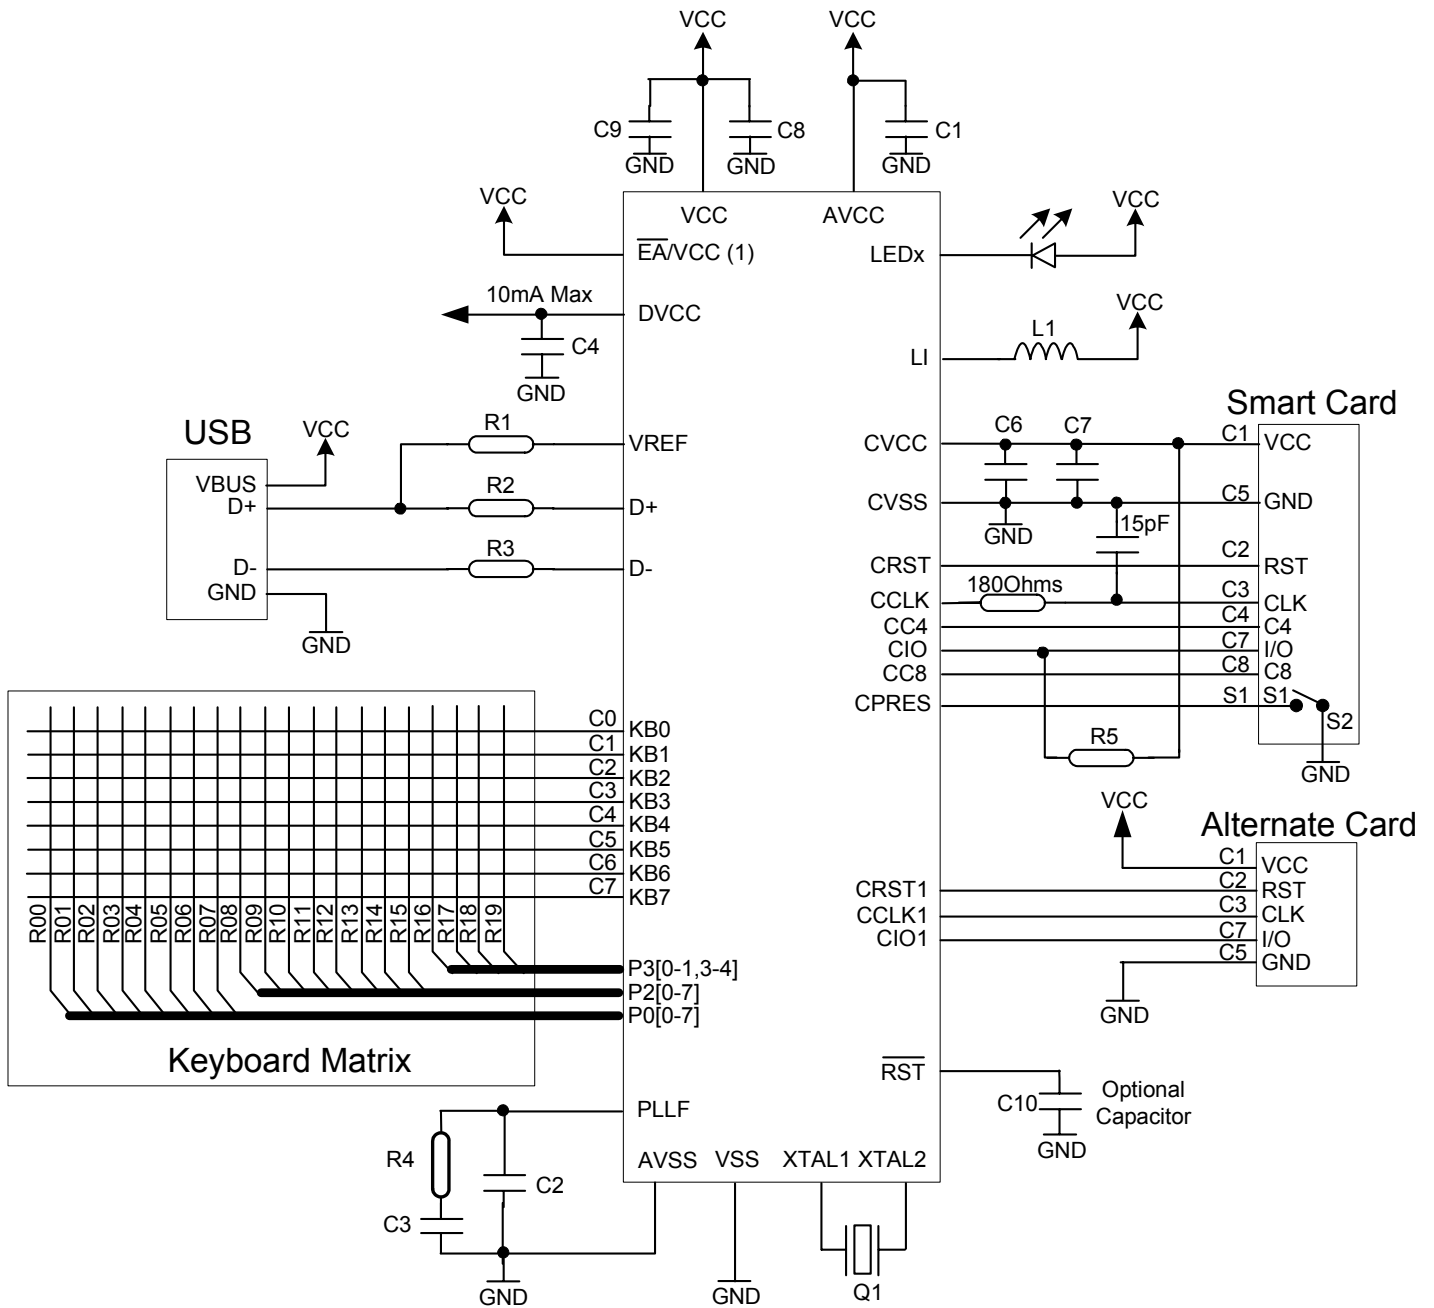 VCC
VCC
C9
C8
C1
GND
GND
GND
VCC
VCC
AVCC
VCC
EA/VCC (1)
LEDx
10mA Max
DVCC
C4
GND
VCC
L1
LI
Smart Card
USB
VCC
R1
VREF
CVCC
C6
C7
C1
VCC
VBUS
D+
R2
D+
CVSS
GND
15pF
C5
GND
D-
R3
D-
CRST
C2
RST
GND
180Ohms
CCLK
C3
CLK
GND
CC4
C4
C4
CIO
C7
I/O
CC8
C8
C8
CPRES
S1
S1
S2
R5
GND
C0
KB0
C1
KB1
C2
KB2
C3
KB3
C4
KB4
C5
KB5
C6
KB6
C7
KB7
VCC
Alternate Card
C1
VCC
CRST1
C2
RST
CCLK1
C3
CLK
CIO1
C7
I/O
C5
GND
GND
R00
R01
R02
R03
R04
R05
R06
R07
R08
R09
R10
R11
R12
R13
R14
R15
R16
R17
R18
R19
P3[0-1,3-4]
P2[0-7]
P0[0-7]
Keyboard Matrix
RST
C10
Optional
Capacitor
GND
PLLF
R4
C2
C3
GND
AVSS
VSS
XTAL1
XTAL2
GND
Q1